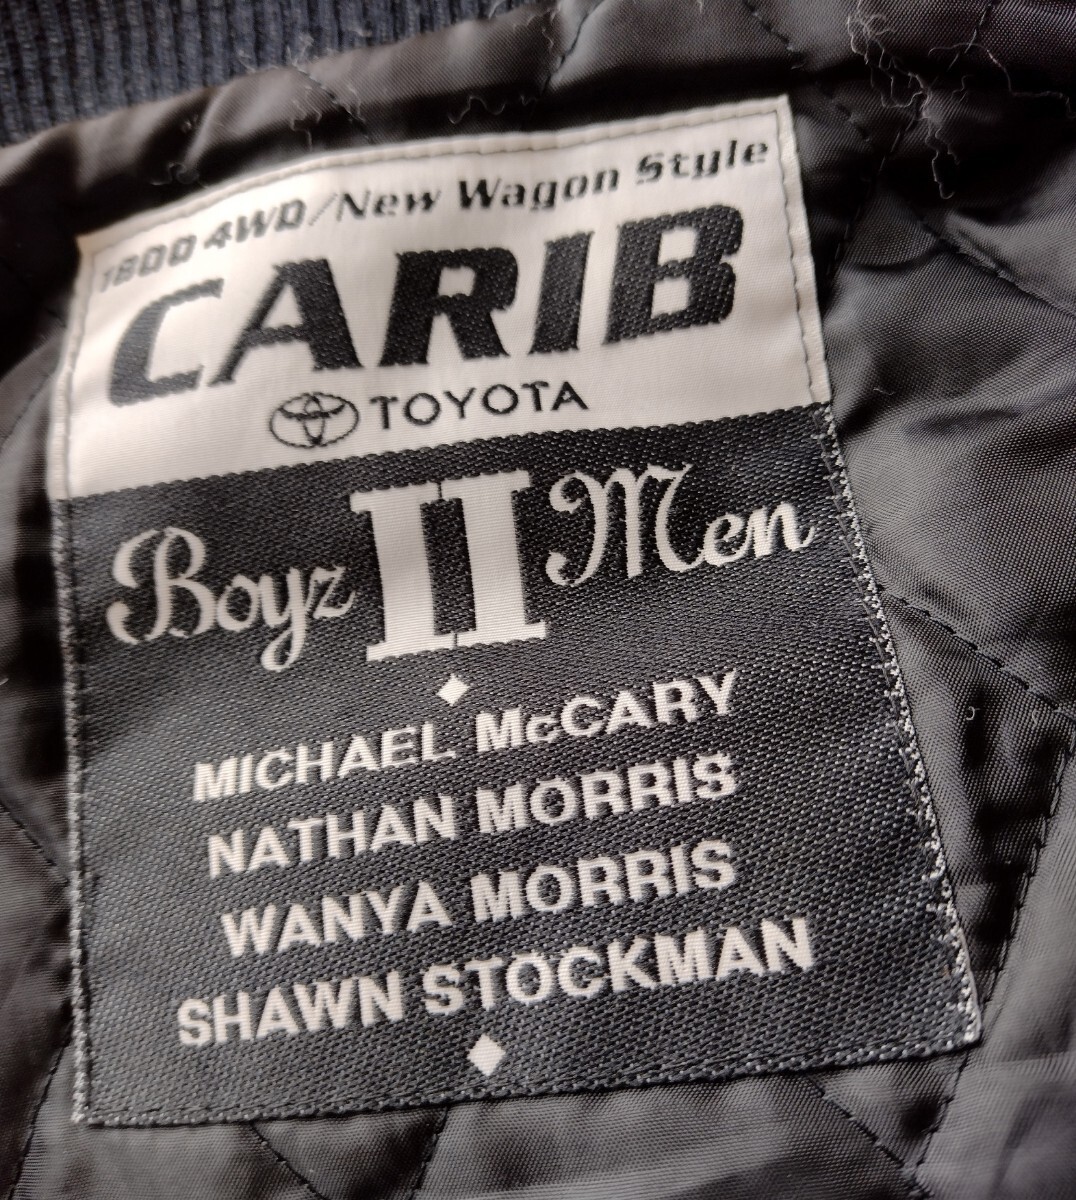 1800 4WD/New Wagon Style
CARIB
TOYOTA
Boyz II Men
MICHAEL McCARY
NATHAN MORRIS
WANYA MORRIS
SHAWN STOCKMAN